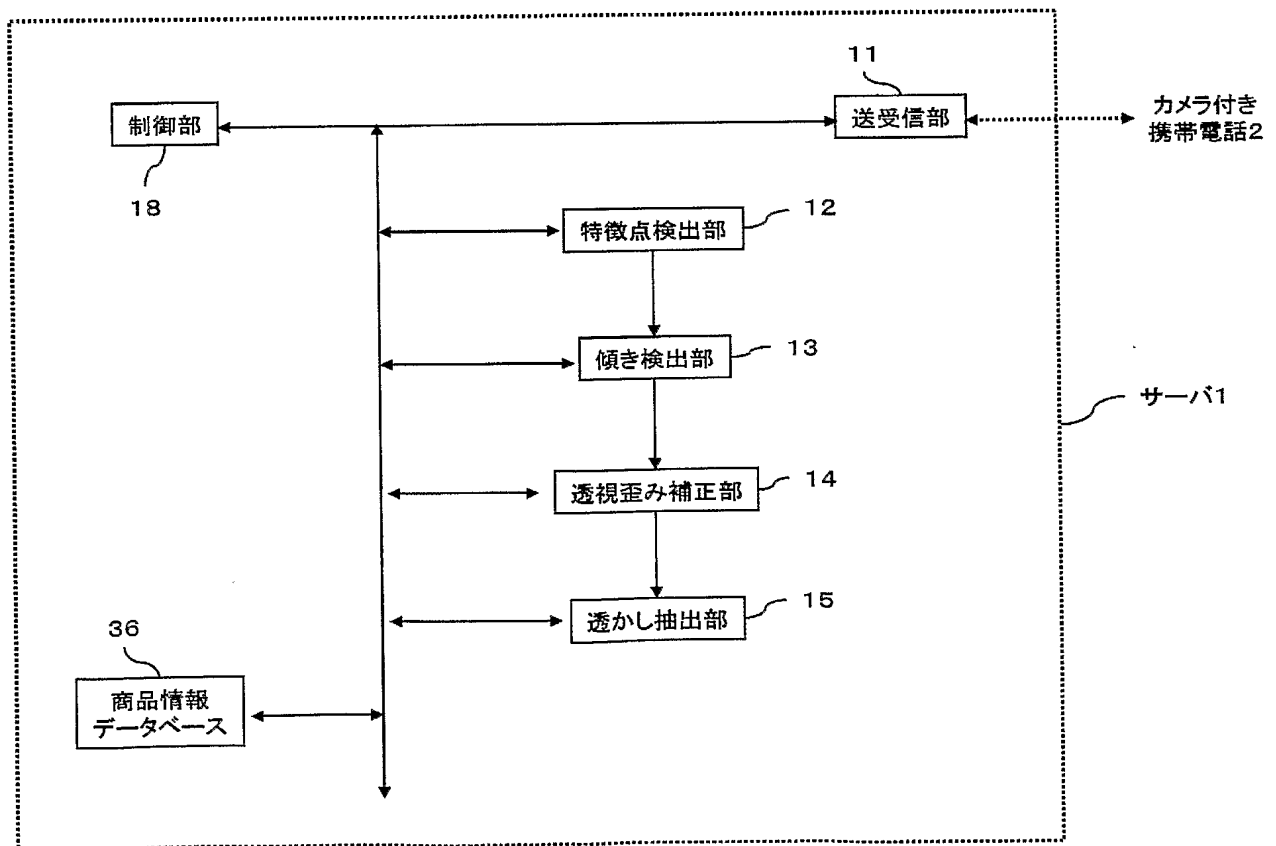 11
制御部
送受信部
カメラ付き
携帯電話2
18
12
特徴点検出部
13
傾き検出部
サーバ1
14
透視歪み補正部
15
透かし抽出部
36
商品情報
データベース